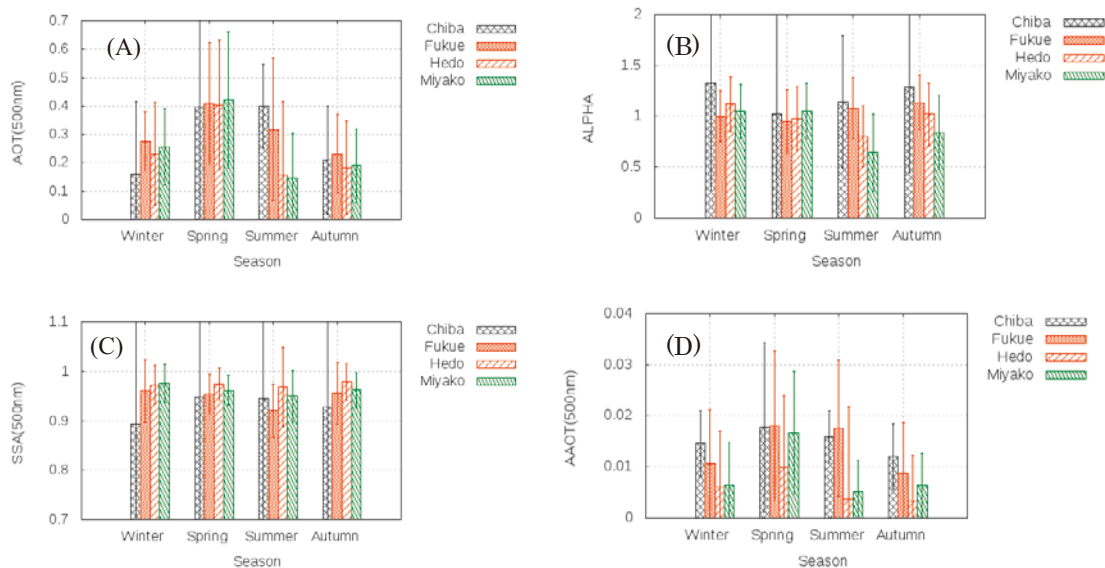 (A)
AOT(500nm)
0.7
0.6
0.5
0.4
0.3
0.2
0.1
0
Winter Spring Summer Autumn
Season
Chiba
Fukue
Hedo
Miyako
(B)
ALPHA
2
1.5
1
0.5
0
Winter Spring Summer Autumn
Season
Chiba
Fukue
Hedo
Miyako
(C)
SSA(500nm)
1.1
1
0.9
0.8
0.7
Winter Spring Summer Autumn
Season
Chiba
Fukue
Hedo
Miyako
(D)
AAOT(500nm)
0.04
0.03
0.02
0.01
0
Winter Spring Summer Autumn
Season
Chiba
Fukue
Hedo
Miyako